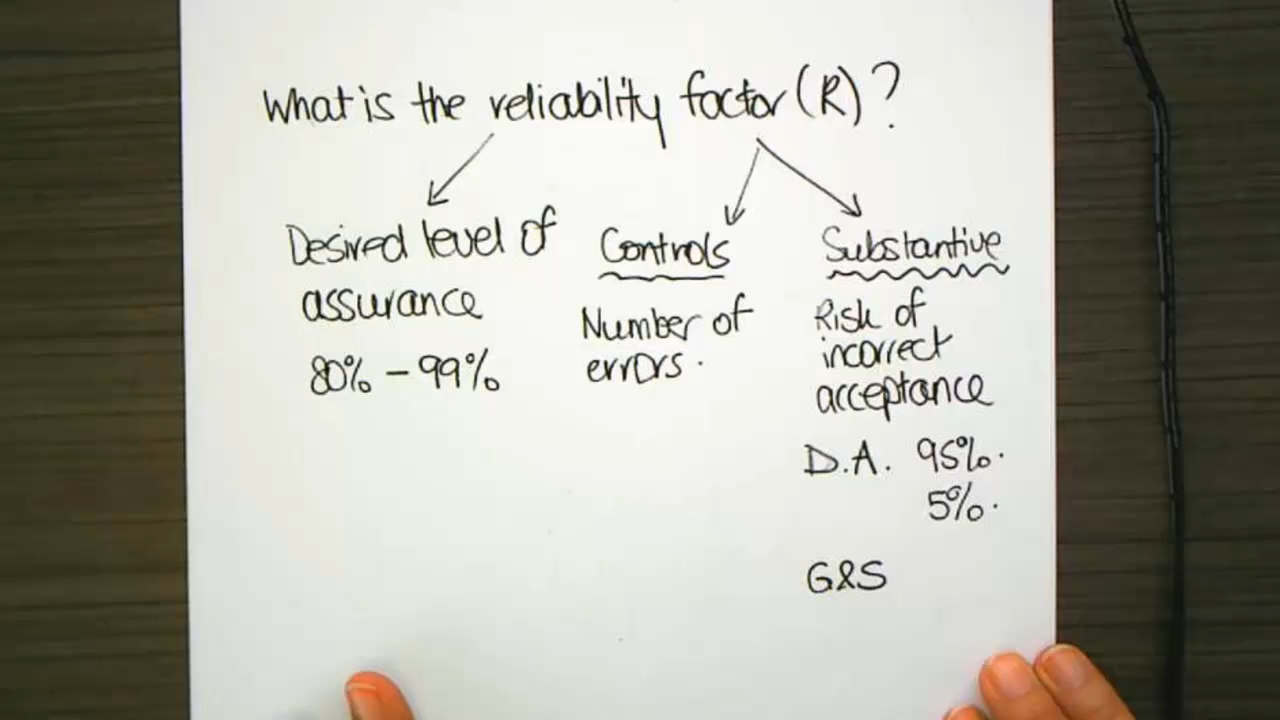 What is the reliability factor (R)?
Desired level of
assurance
80% - 99%
Controls
Number of
errors.
Substantive
Risk of
incorrect
acceptance
D.A. 95%.
5%.
G&S